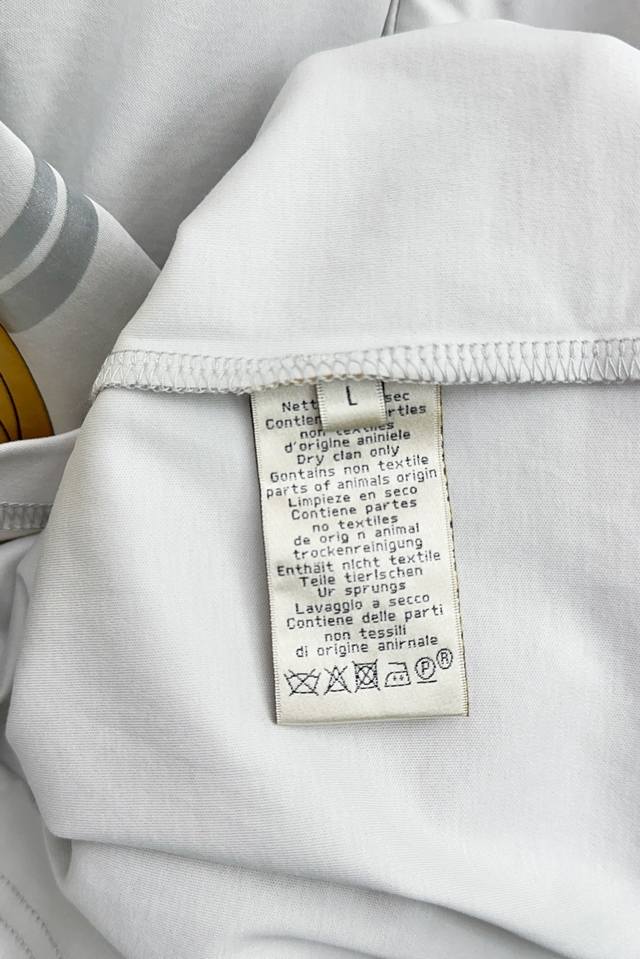 L
Nett sec
Contien rties
non textiles
d'origine aniniele
Dry clan only
Gontains non textile
parts of animals origin
Limpieze en seco
Contiene partes
no textiles
de orig n animal
trockenreinigung
Enthält nicht textile
Teile tierlschen
Ur sprungs
Lavaggio a secco
Contiene delle parti
non tessili
di origine anirnale
P ®